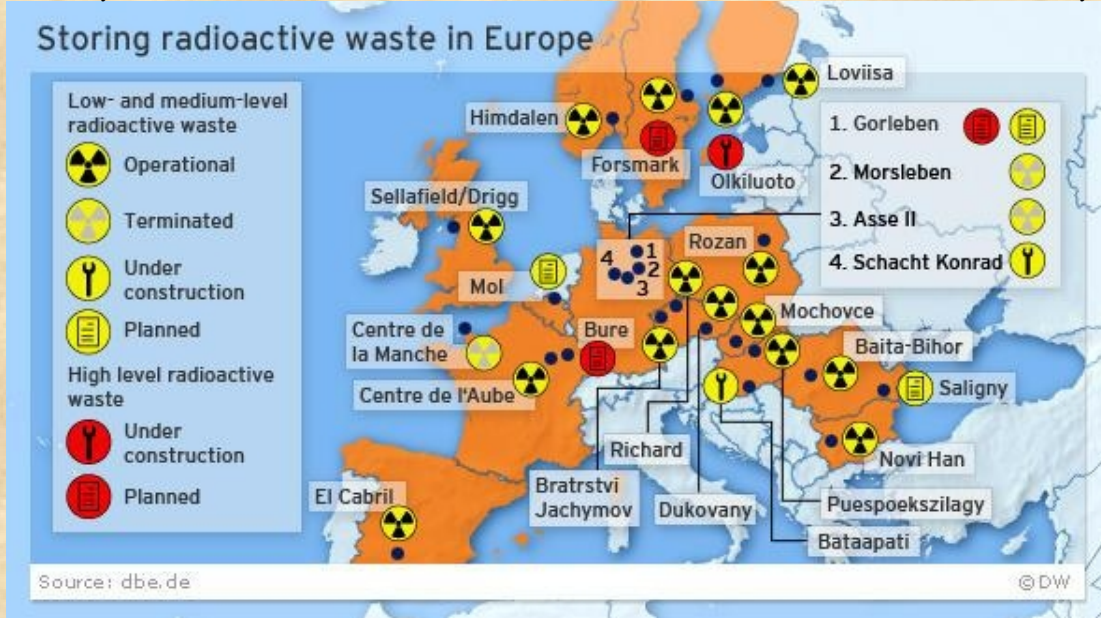 Storing radioactive waste in Europe
Low- and medium-level
radioactive waste
Operational
Terminated
Under
construction
Planned
High level radioactive
waste
Under
construction
Planned
Loviisa
Himdalen
Forsmark
Olkiluoto
1. Gorleben
2. Morsleben
3. Asse II
4. Schacht Konrad
Sellafield/Drigg
Rozan
1
4
2
3
Mol
Mochovce
Centre de
la Manche
Bure
Baita-Bihor
Centre de l'Aube
Saligny
Richard
Novi Han
Bratrstvi
Jachymov
Dukovany
El Cabril
Puespoekszilagy
Bataapati
Source: dbe.de
©DW